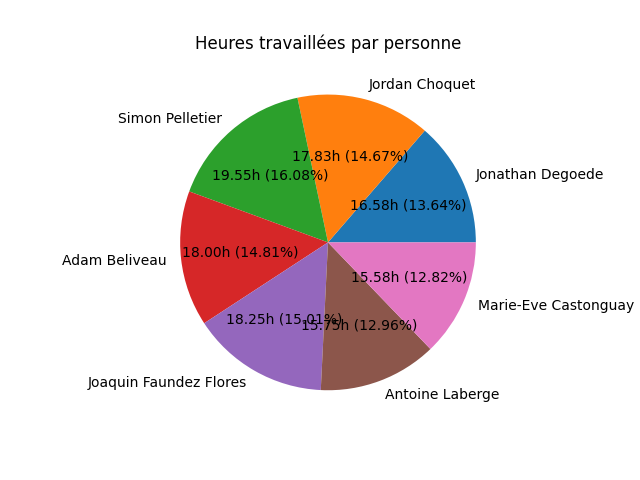 Heures travaillées par personne
Jordan Choquet
Simon Pelletier
17.83h (14.67%)
19.55h (16.08%)
Jonathan Degoede
16.58h (13.64%)
18.00h (14.81%)
Adam Beliveau
15.58h (12.82%)
Marie-Eve Castonguay
18.25h (15.01%)
15.75h (12.96%)
Joaquin Faundez Flores
Antoine Laberge